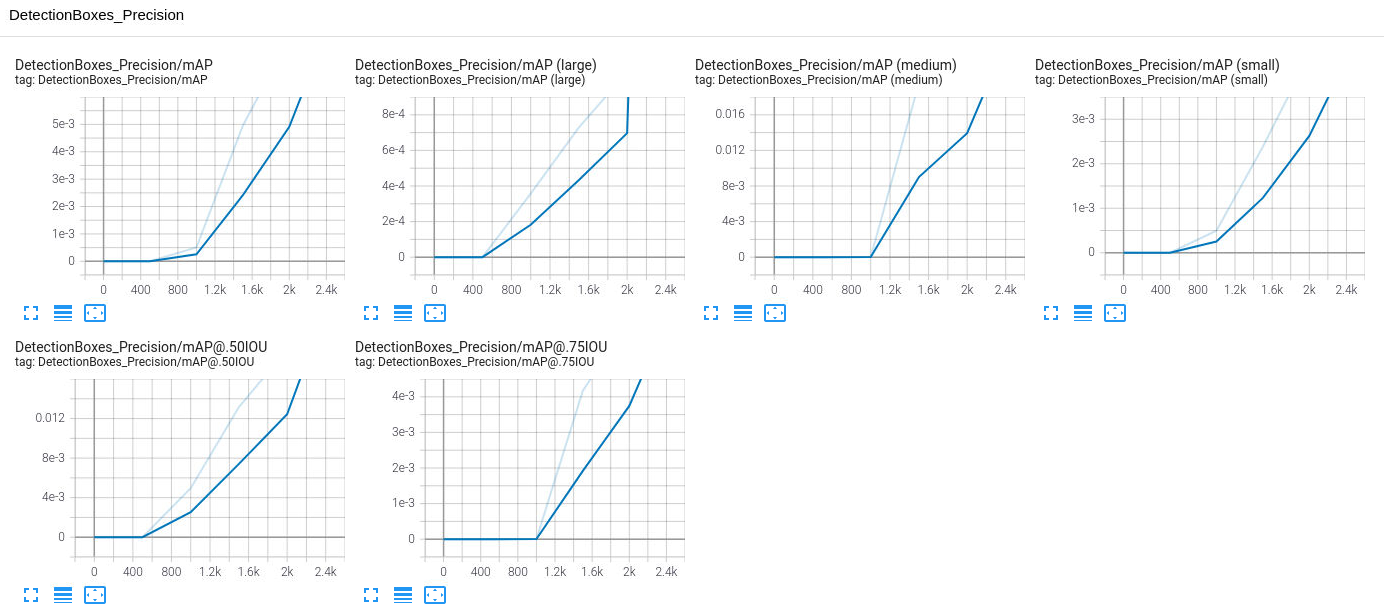 DetectionBoxes_Precision
DetectionBoxes_Precision/mAP
tag: DetectionBoxes_Precision/mAP
5e-3
4e-3
3e-3
2e-3
1e-3
0
0 400 800 1.2k 1.6k 2k 2.4k
DetectionBoxes_Precision/mAP (large)
tag: DetectionBoxes_Precision/mAP (large)
8e-4
6e-4
4e-4
2e-4
0
0 400 800 1.2k 1.6k 2k 2.4k
DetectionBoxes_Precision/mAP (medium)
tag: DetectionBoxes_Precision/mAP (medium)
0.016
0.012
8e-3
4e-3
0
0 400 800 1.2k 1.6k 2k 2.4k
DetectionBoxes_Precision/mAP (small)
tag: DetectionBoxes_Precision/mAP (small)
3e-3
2e-3
1e-3
0
0 400 800 1.2k 1.6k 2k 2.4k
DetectionBoxes_Precision/mAP@.50IOU
tag: DetectionBoxes_Precision/mAP@.50IOU
0.012
8e-3
4e-3
0
0 400 800 1.2k 1.6k 2k 2.4k
DetectionBoxes_Precision/mAP@.75IOU
tag: DetectionBoxes_Precision/mAP@.75IOU
4e-3
3e-3
2e-3
1e-3
0
0 400 800 1.2k 1.6k 2k 2.4k